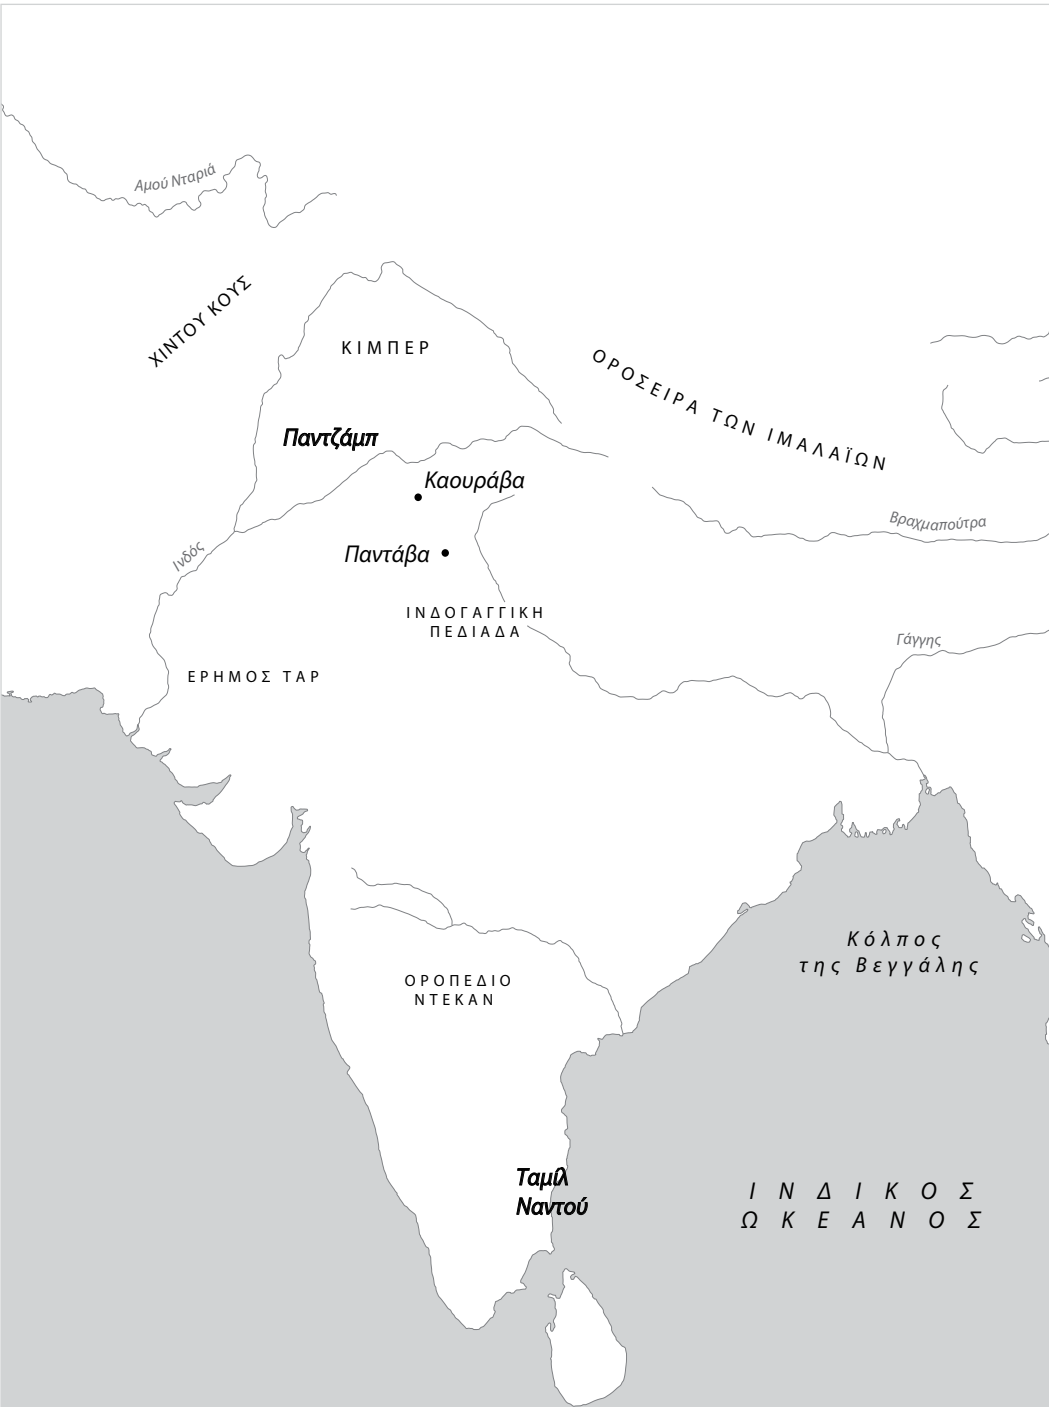 Αμού Νταριά
ΧΙΝΤΟΥ ΚΟΥΣ
ΚΙΜΠΕΡ
ΟΡΟΣΕΙΡΑ ΤΩΝ ΙΜΑΛΑΪΩΝ
Παντζάμπ
Καουράβα
Βραχμαπούτρα
Ινδός
Παντάβα
ΙΝΔΟΓΑΓΓΙΚΗ
ΠΕΔΙΑΔΑ
Γάγγης
ΕΡΗΜΟΣ ΤΑΡ
Κόλπος
της Βεγγάλης
ΟΡΟΠΕΔΙΟ
ΝΤΕΚΑΝ
Ταμίλ
Ναντού
ΙΝΔΙΚΟΣ
ΩΚΕΑΝΟΣ